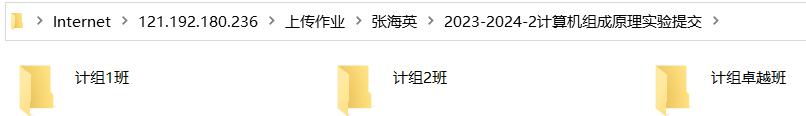 Internet > 121.192.180.236 > 上传作业 > 张海英 > 2023-2024-2计算机组成原理实验提交 >
计组1班 计组2班 计组卓越班